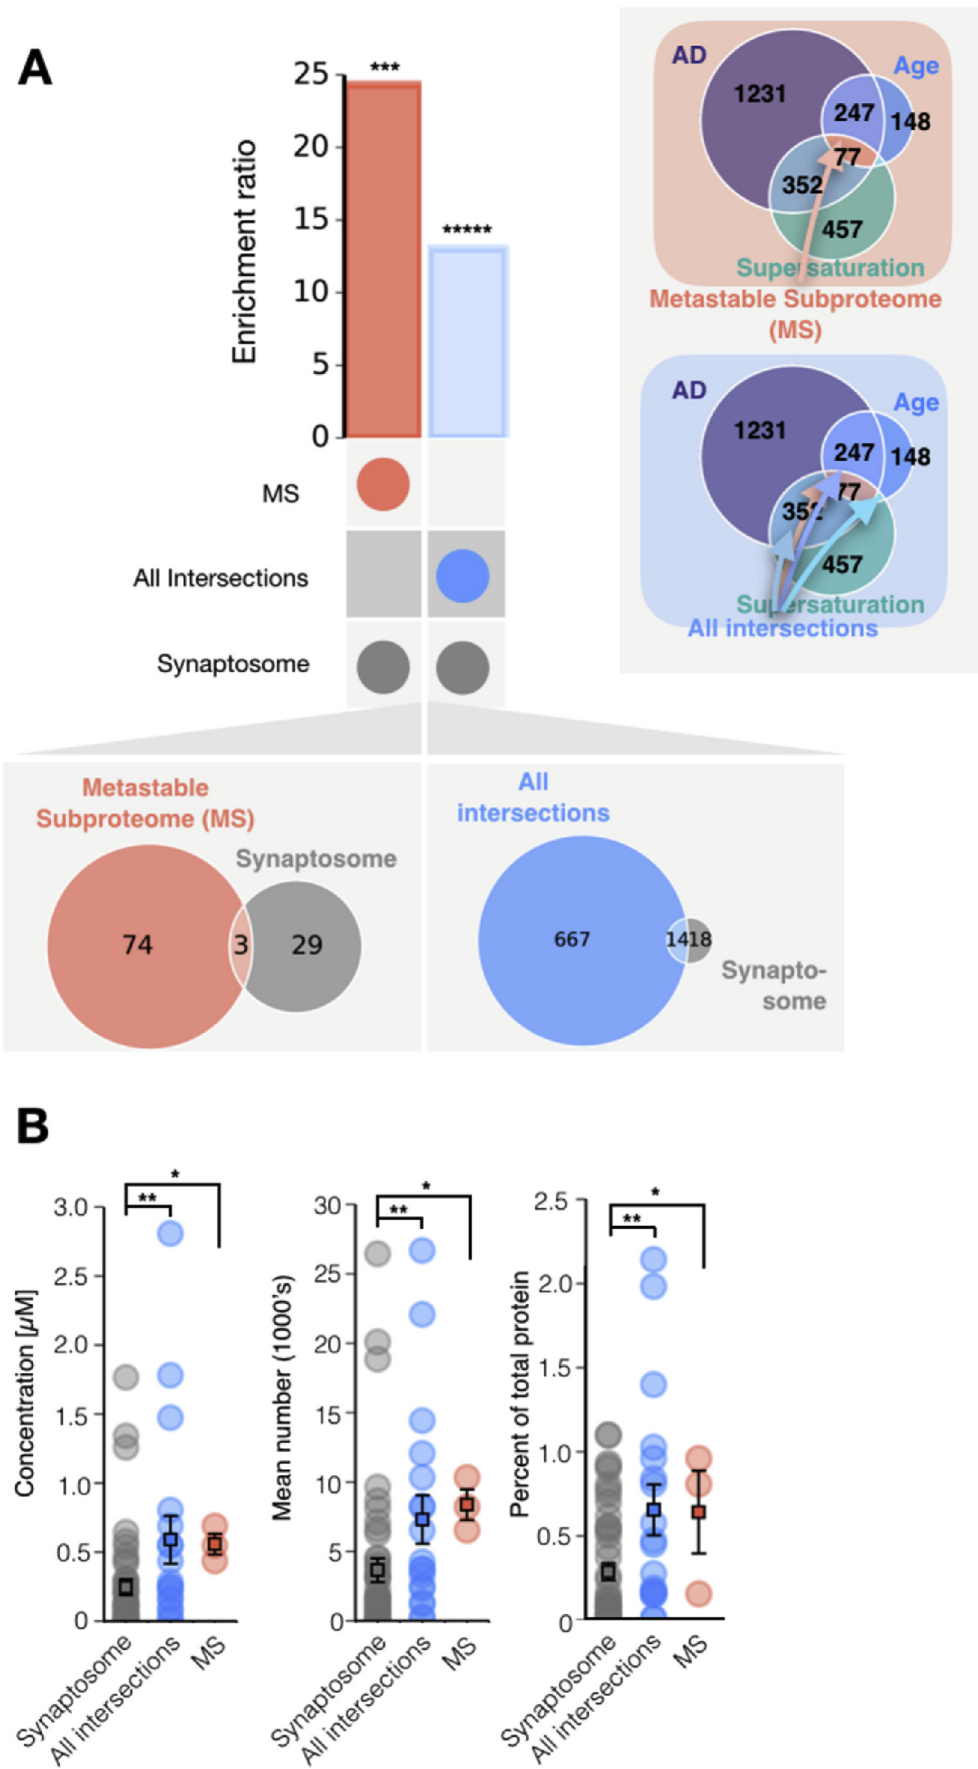 A
25
20
15
10
5
0
Enrichment ratio
***
*****
MS
All Intersections
Synaptosome
AD
Age
1231
247
148
77
352
457
Supersaturation
Metastable Subproteome
(MS)
AD
Age
1231
247
148
77
352
457
Supersaturation
All intersections
Metastable
Subproteome (MS)
Synaptosome
74
3
29
All
intersections
667
14
18
Synapto-
some
B
Concentration [µM]
3.0
2.5
2.0
1.5
1.0
0.5
0
*
**
Synaptosome
All intersections
MS
Mean number (1000's)
30
25
20
15
10
5
0
*
**
Synaptosome
All intersections
MS
Percent of total protein
2.5
2.0
1.5
1.0
0.5
0
*
**
Synaptosome
All intersections
MS